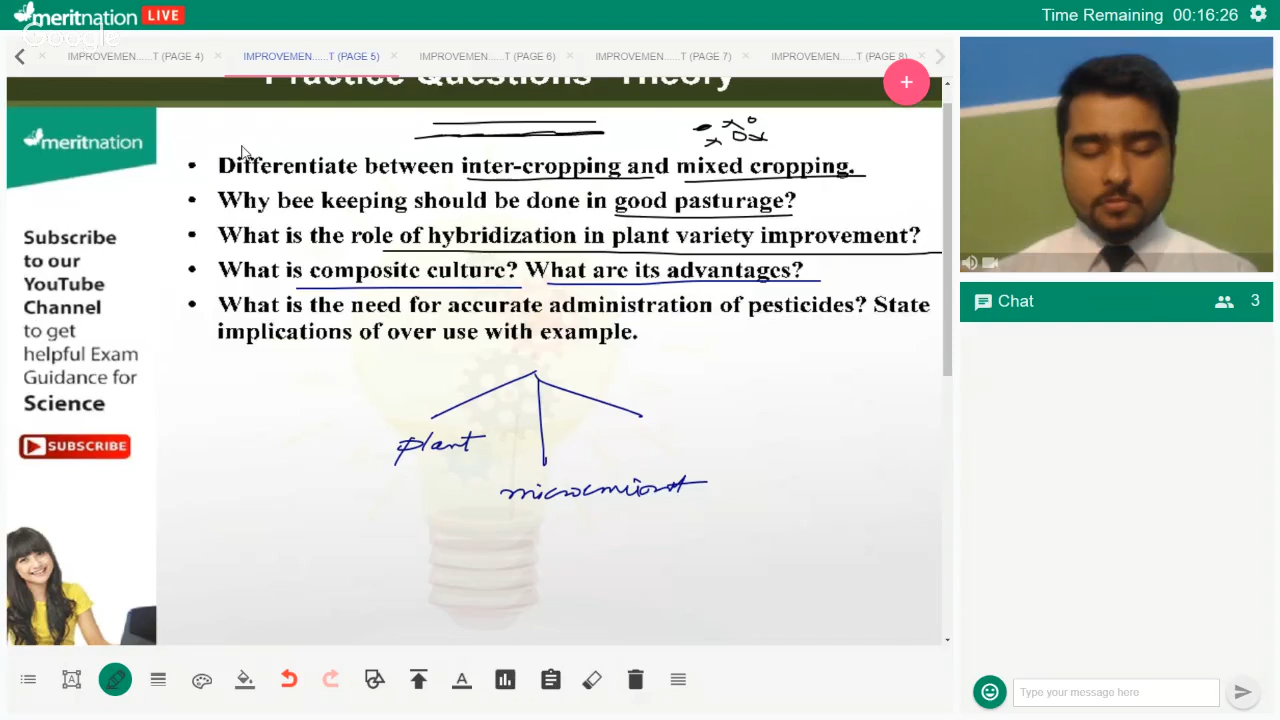 meritnation LIVE
Google
Time Remaining 00:16:26
IMPROVEMEN......T (PAGE 4)
IMPROVEMEN......T (PAGE 5)
IMPROVEMEN......T (PAGE 6)
IMPROVEMEN......T (PAGE 7)
IMPROVEMEN......T (PAGE 8)
Practice Questions- Theory
meritnation
• Differentiate between inter-cropping and mixed cropping.
• Why bee keeping should be done in good pasturage?
• What is the role of hybridization in plant variety improvement?
• What is composite culture? What are its advantages?
• What is the need for accurate administration of pesticides? State
implications of over use with example.
Subscribe
to our
YouTube
Channel
to get
helpful Exam
Guidance for
Science
SUBSCRIBE
plant
Chat
3
Type your message here